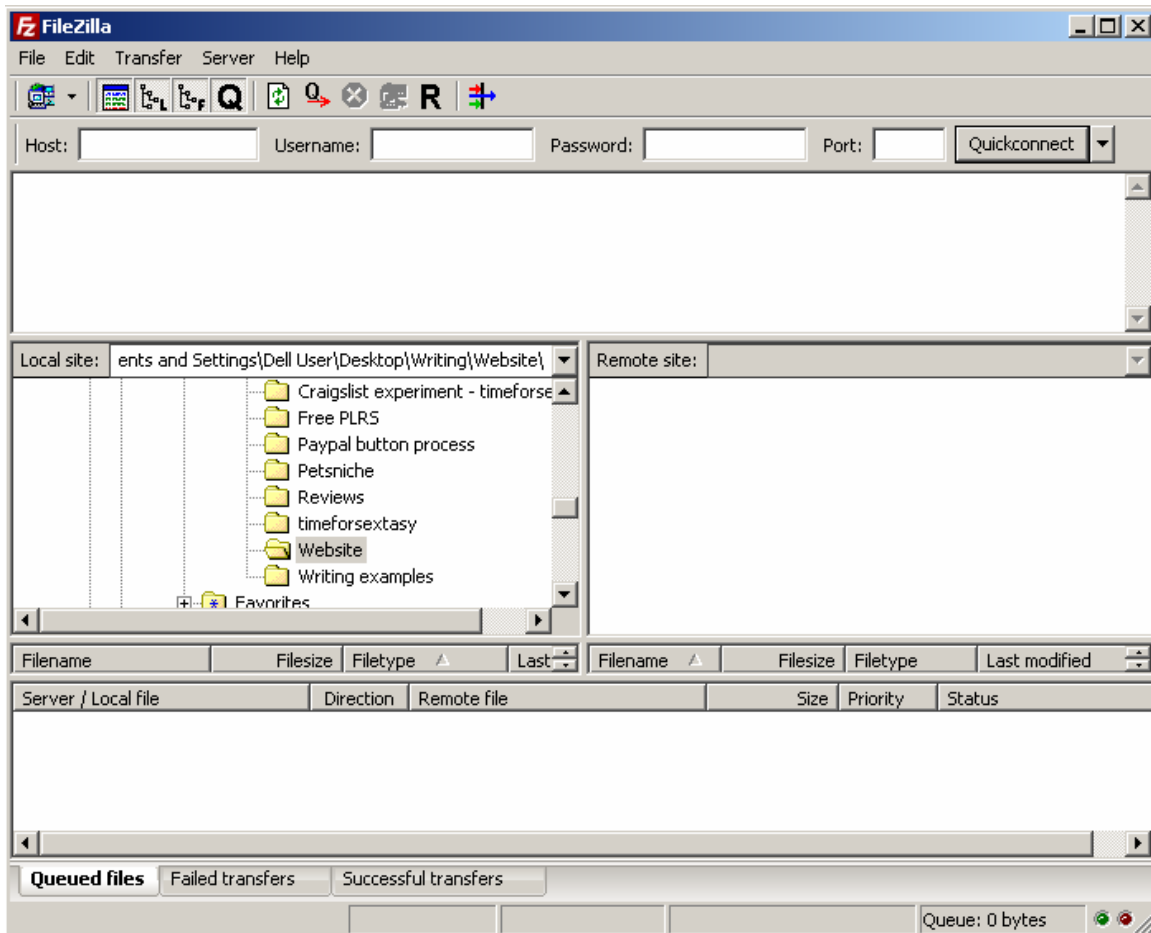 FileZilla
File Edit Transfer Server Help
L F Q Q R
Host: Username: Password: Port: Quickconnect
Local site: ents and Settings\Dell User\Desktop\Writing\Website\ Remote site:
Craigslist experiment - timeforse
Free PLRS
Paypal button process
Petsniche
Reviews
timeforsextasy
Website
Writing examples
Favorites
Filename Filesize Filetype Last Filename Filesize Filetype Last modified
Server / Local file Direction Remote file Size Priority Status
Queued files Failed transfers Successful transfers
Queue: 0 bytes